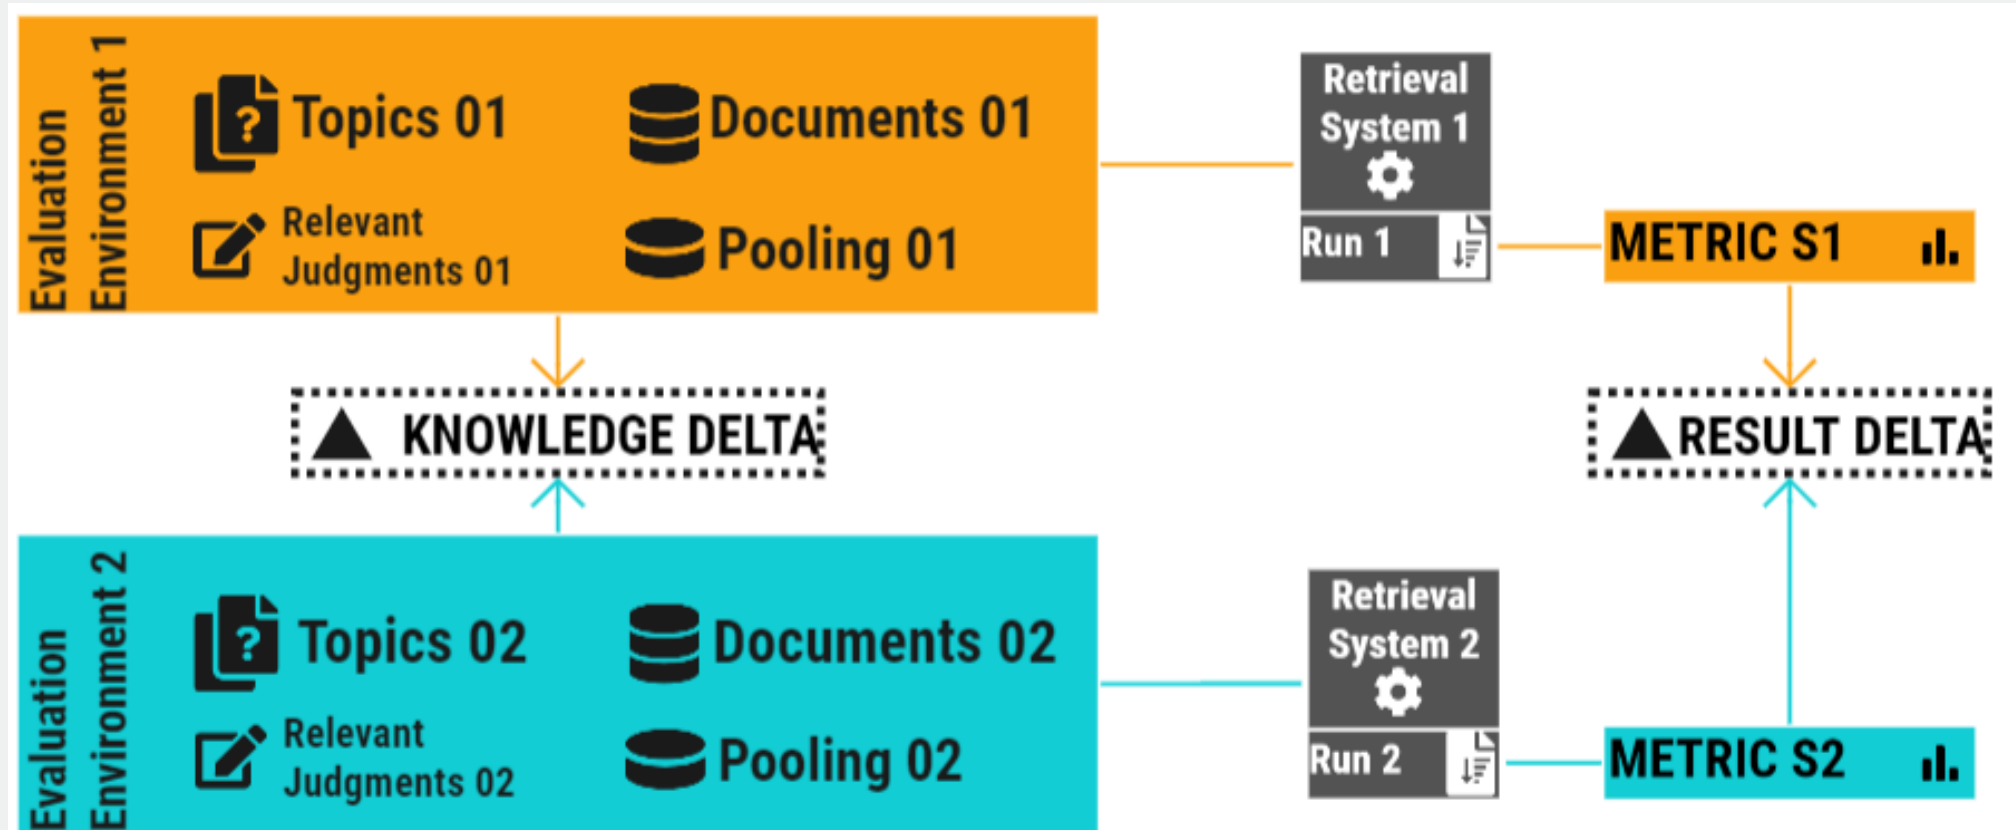 Evaluation
Environment 1
Topics 01
Documents 01
Relevant
Judgments 01
Pooling 01
Retrieval
System 1
Run 1
METRIC S1
KNOWLEDGE DELTA
RESULT DELTA
Evaluation
Environment 2
Topics 02
Documents 02
Relevant
Judgments 02
Pooling 02
Retrieval
System 2
Run 2
METRIC S2